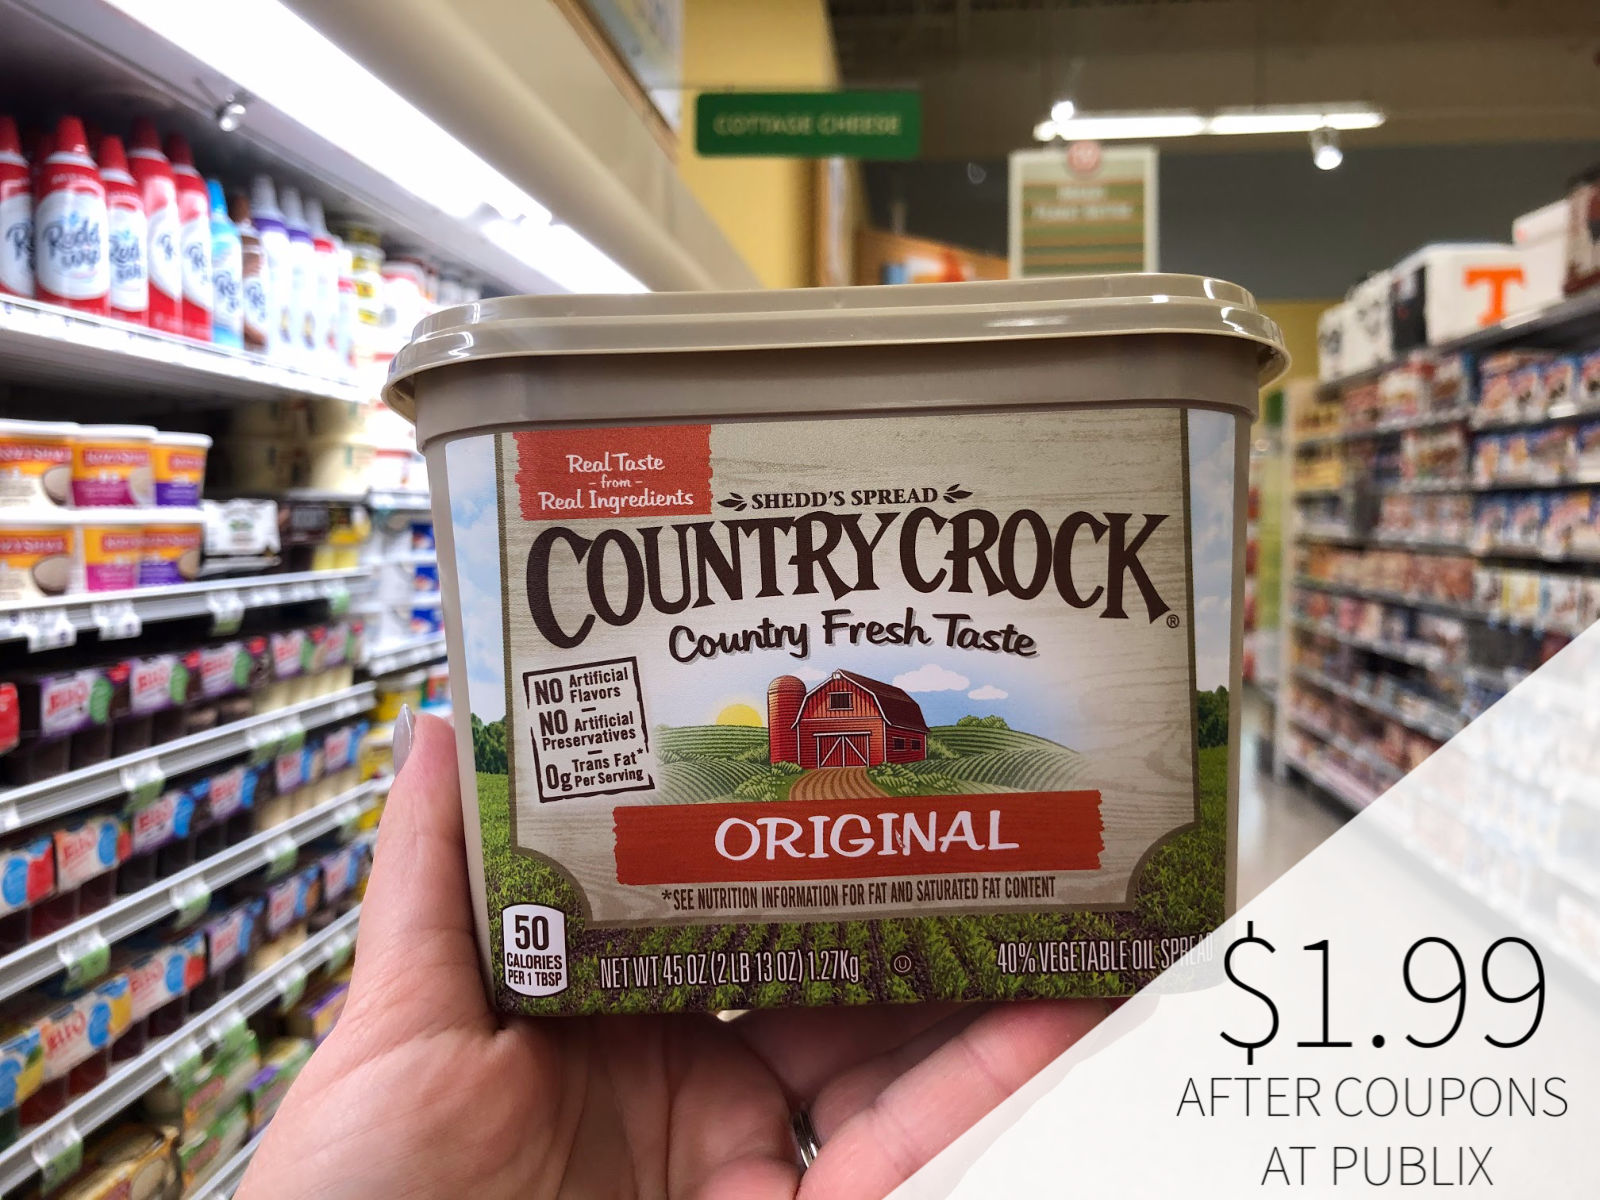 COTTAGE CHEESE
Real Taste
- from -
Real Ingredients
SHEDD'S SPREAD
COUNTRY CROCK®
Country Fresh Taste
NO Artificial
Flavors
NO Artificial
Preservatives
0g Trans Fat*
Per Serving
ORIGINAL
*SEE NUTRITION INFORMATION FOR FAT AND SATURATED FAT CONTENT
50
CALORIES
PER 1 TBSP
NET WT 45 OZ (2 LB 13 OZ) 1.27Kg
U
40% VEGETABLE OIL SPREAD
Reddi
wip
T
JELLO
$1.99
AFTER COUPONS
AT PUBLIX